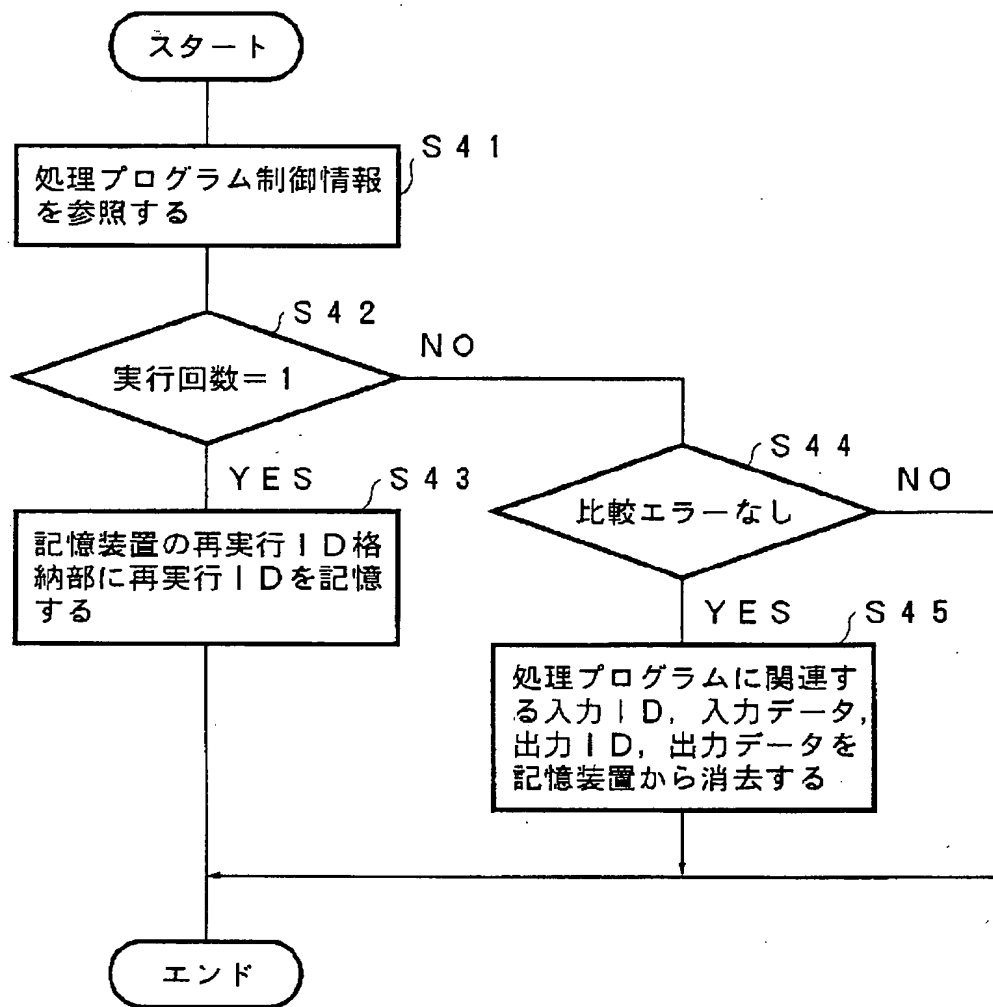 スタート
S41
処理プログラム制御情報
を参照する
S42
実行回数=1
NO
YES
S43
記憶装置の再実行ID格
納部に再実行IDを記憶
する
S44
比較エラーなし
NO
YES
S45
処理プログラムに関連す
る入力ID,入力データ,
出力ID,出力データを
記憶装置から消去する
エンド